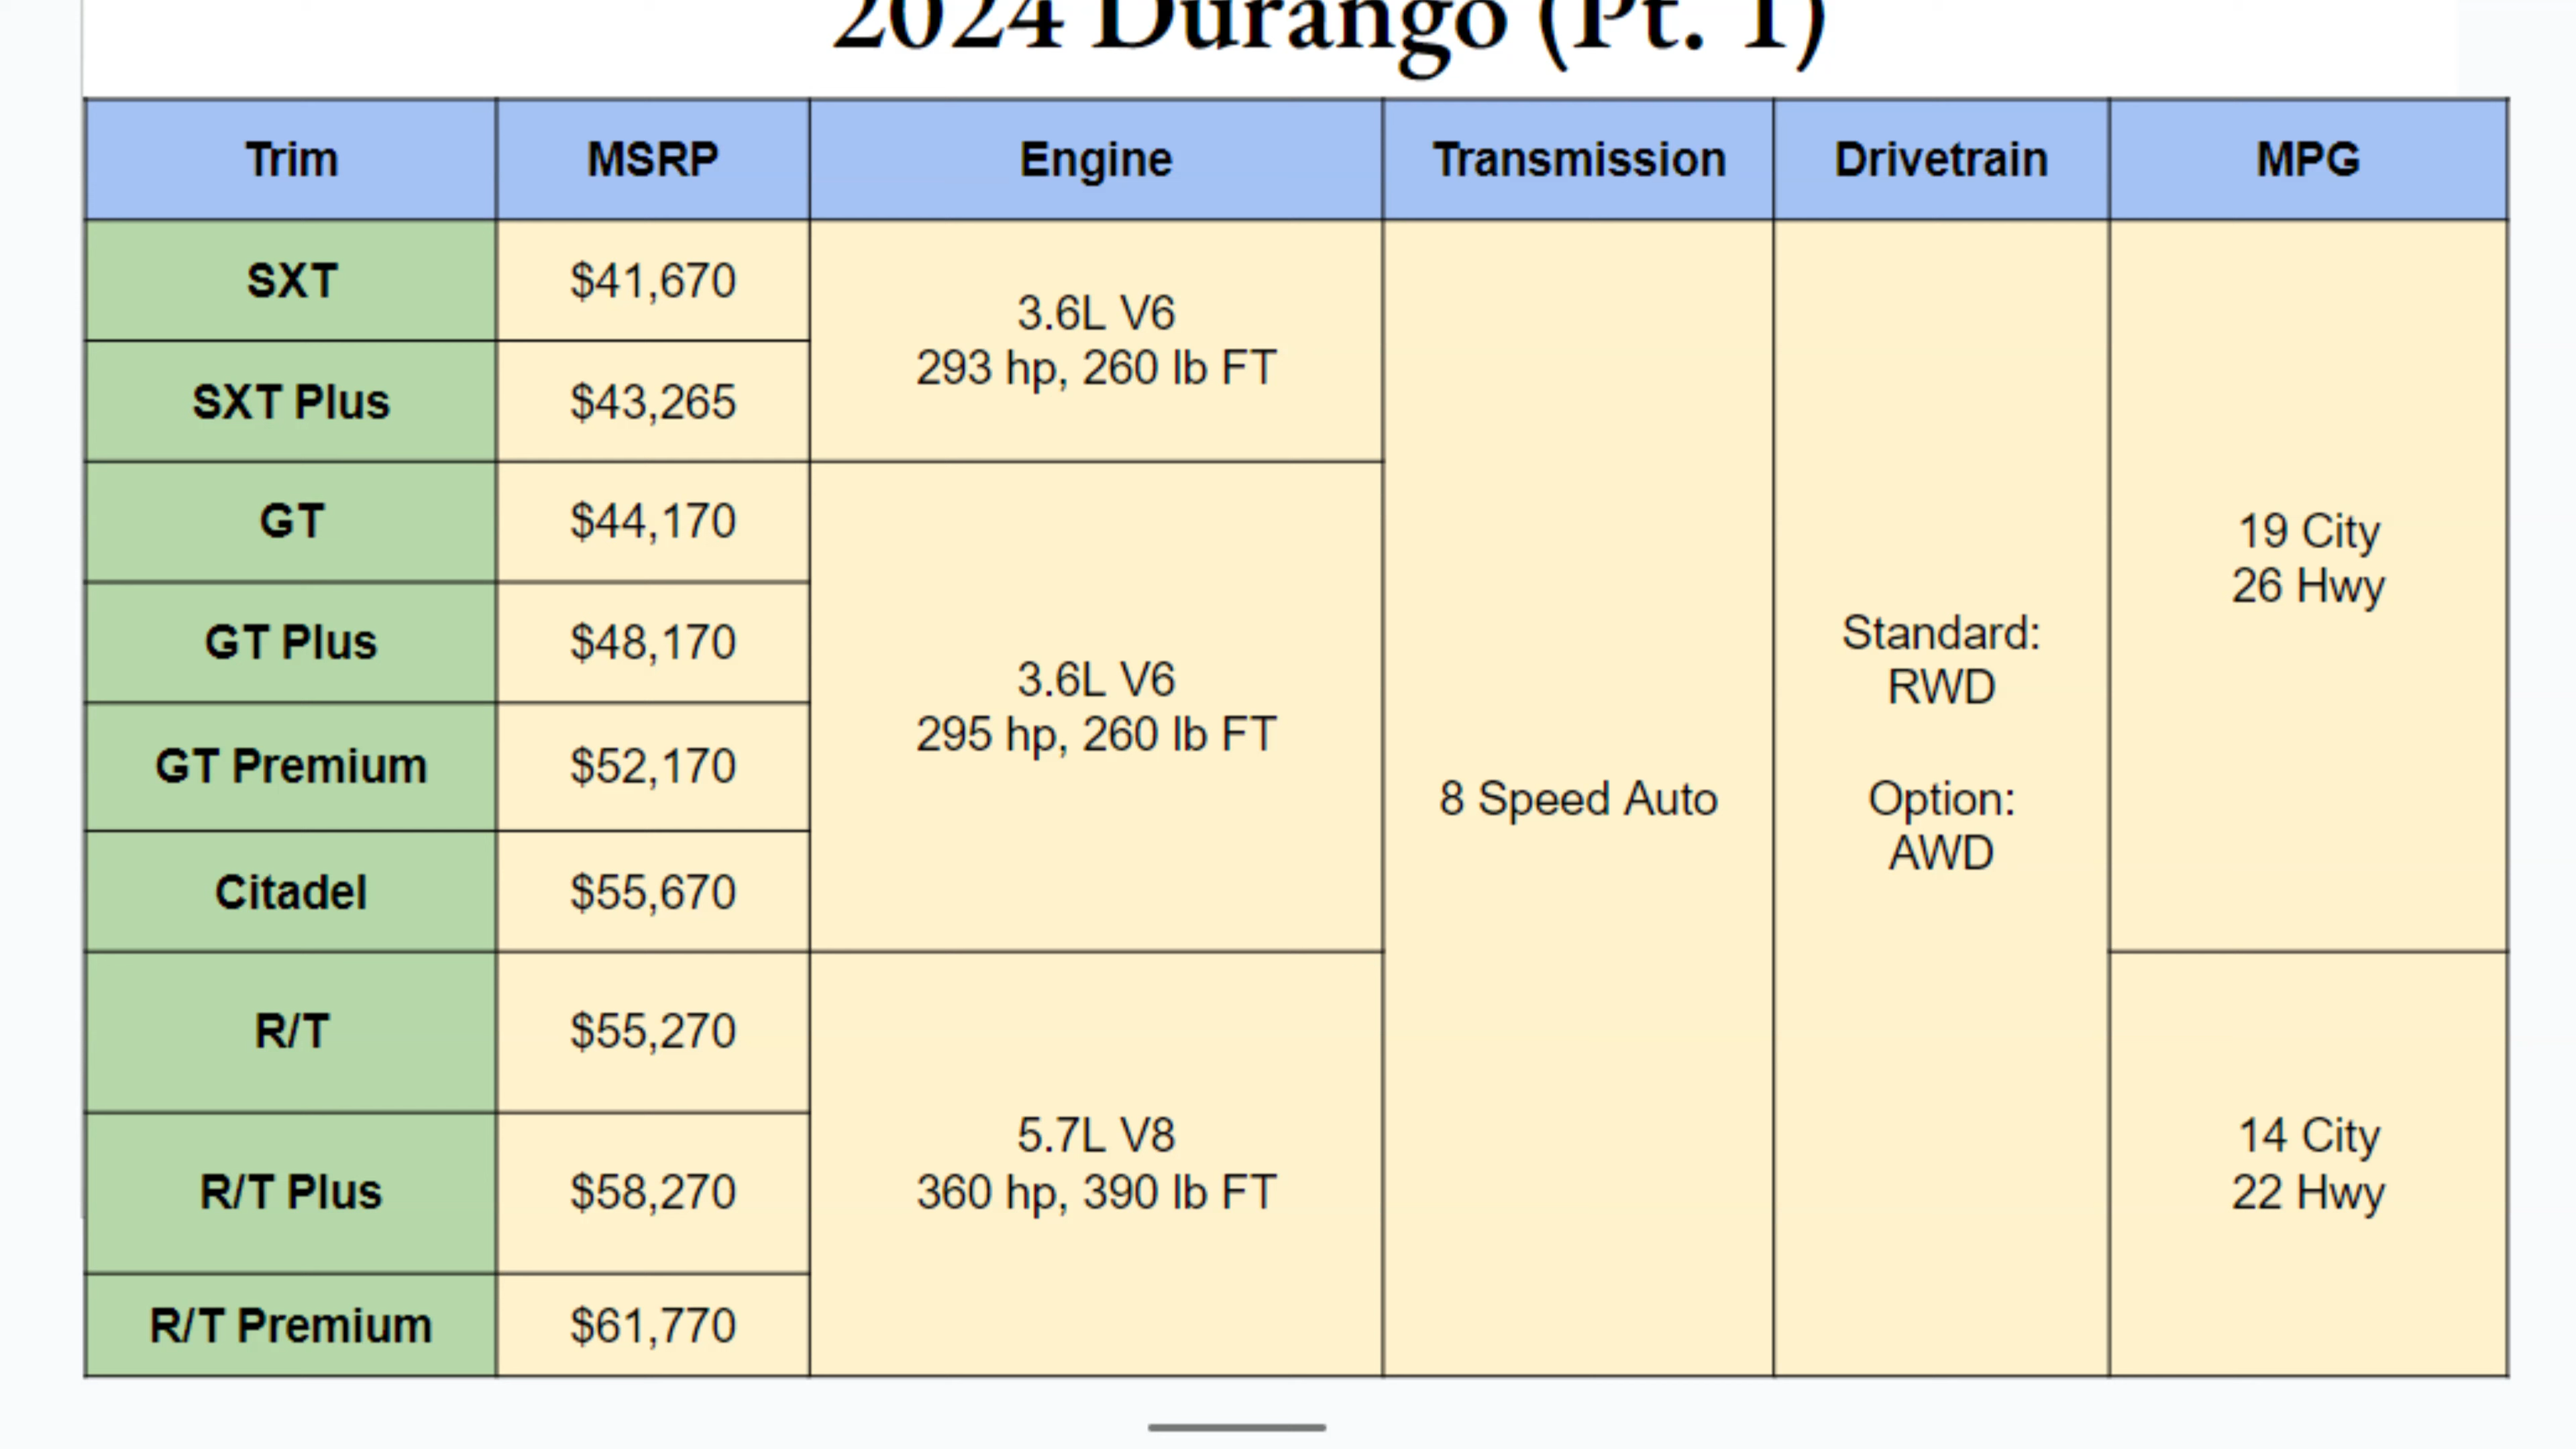 2024 Durango (Pt. 1)
Trim MSRP Engine Transmission Drivetrain MPG
SXT $41,670
3.6L V6
293 hp, 260 lb FT
SXT Plus $43,265
GT $44,170
GT Plus $48,170
3.6L V6
295 hp, 260 lb FT
GT Premium $52,170
Citadel $55,670
R/T $55,270
5.7L V8
360 hp, 390 lb FT
R/T Plus $58,270
R/T Premium $61,770
8 Speed Auto
Standard:
RWD
Option:
AWD
19 City
26 Hwy
14 City
22 Hwy